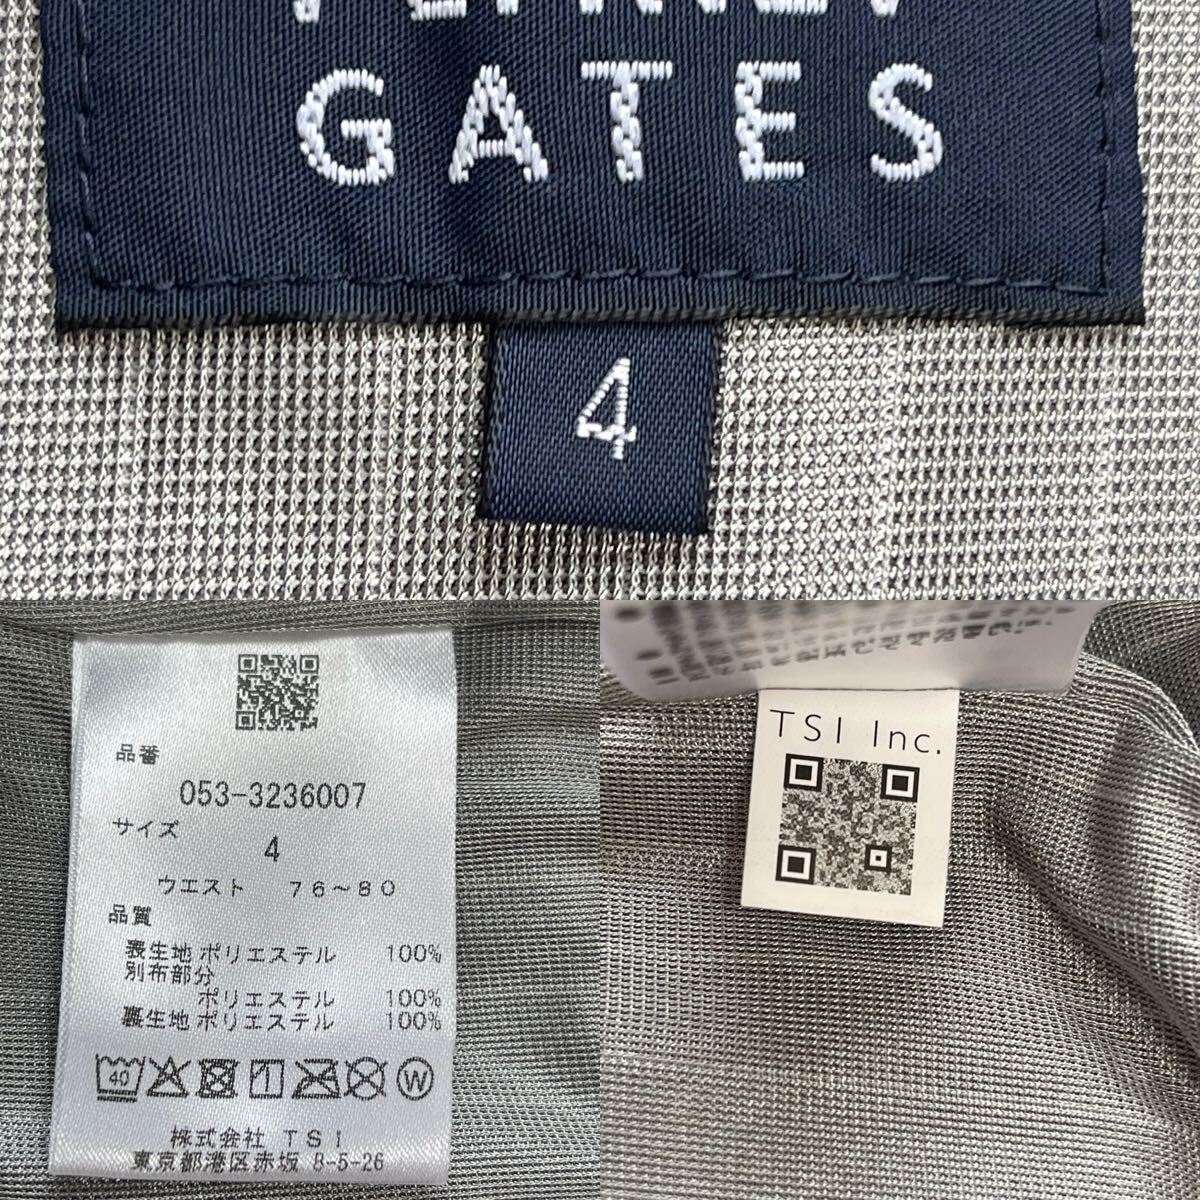 GATES
4
品番
053-3236007
サイズ
4
ウエスト 76～80
品質
表生地 ポリエステル 100%
別布部分
ポリエステル 100%
裏生地 ポリエステル 100%
40
W
株式会社 TSI
東京都港区赤坂 8-5-26
TSI Inc.